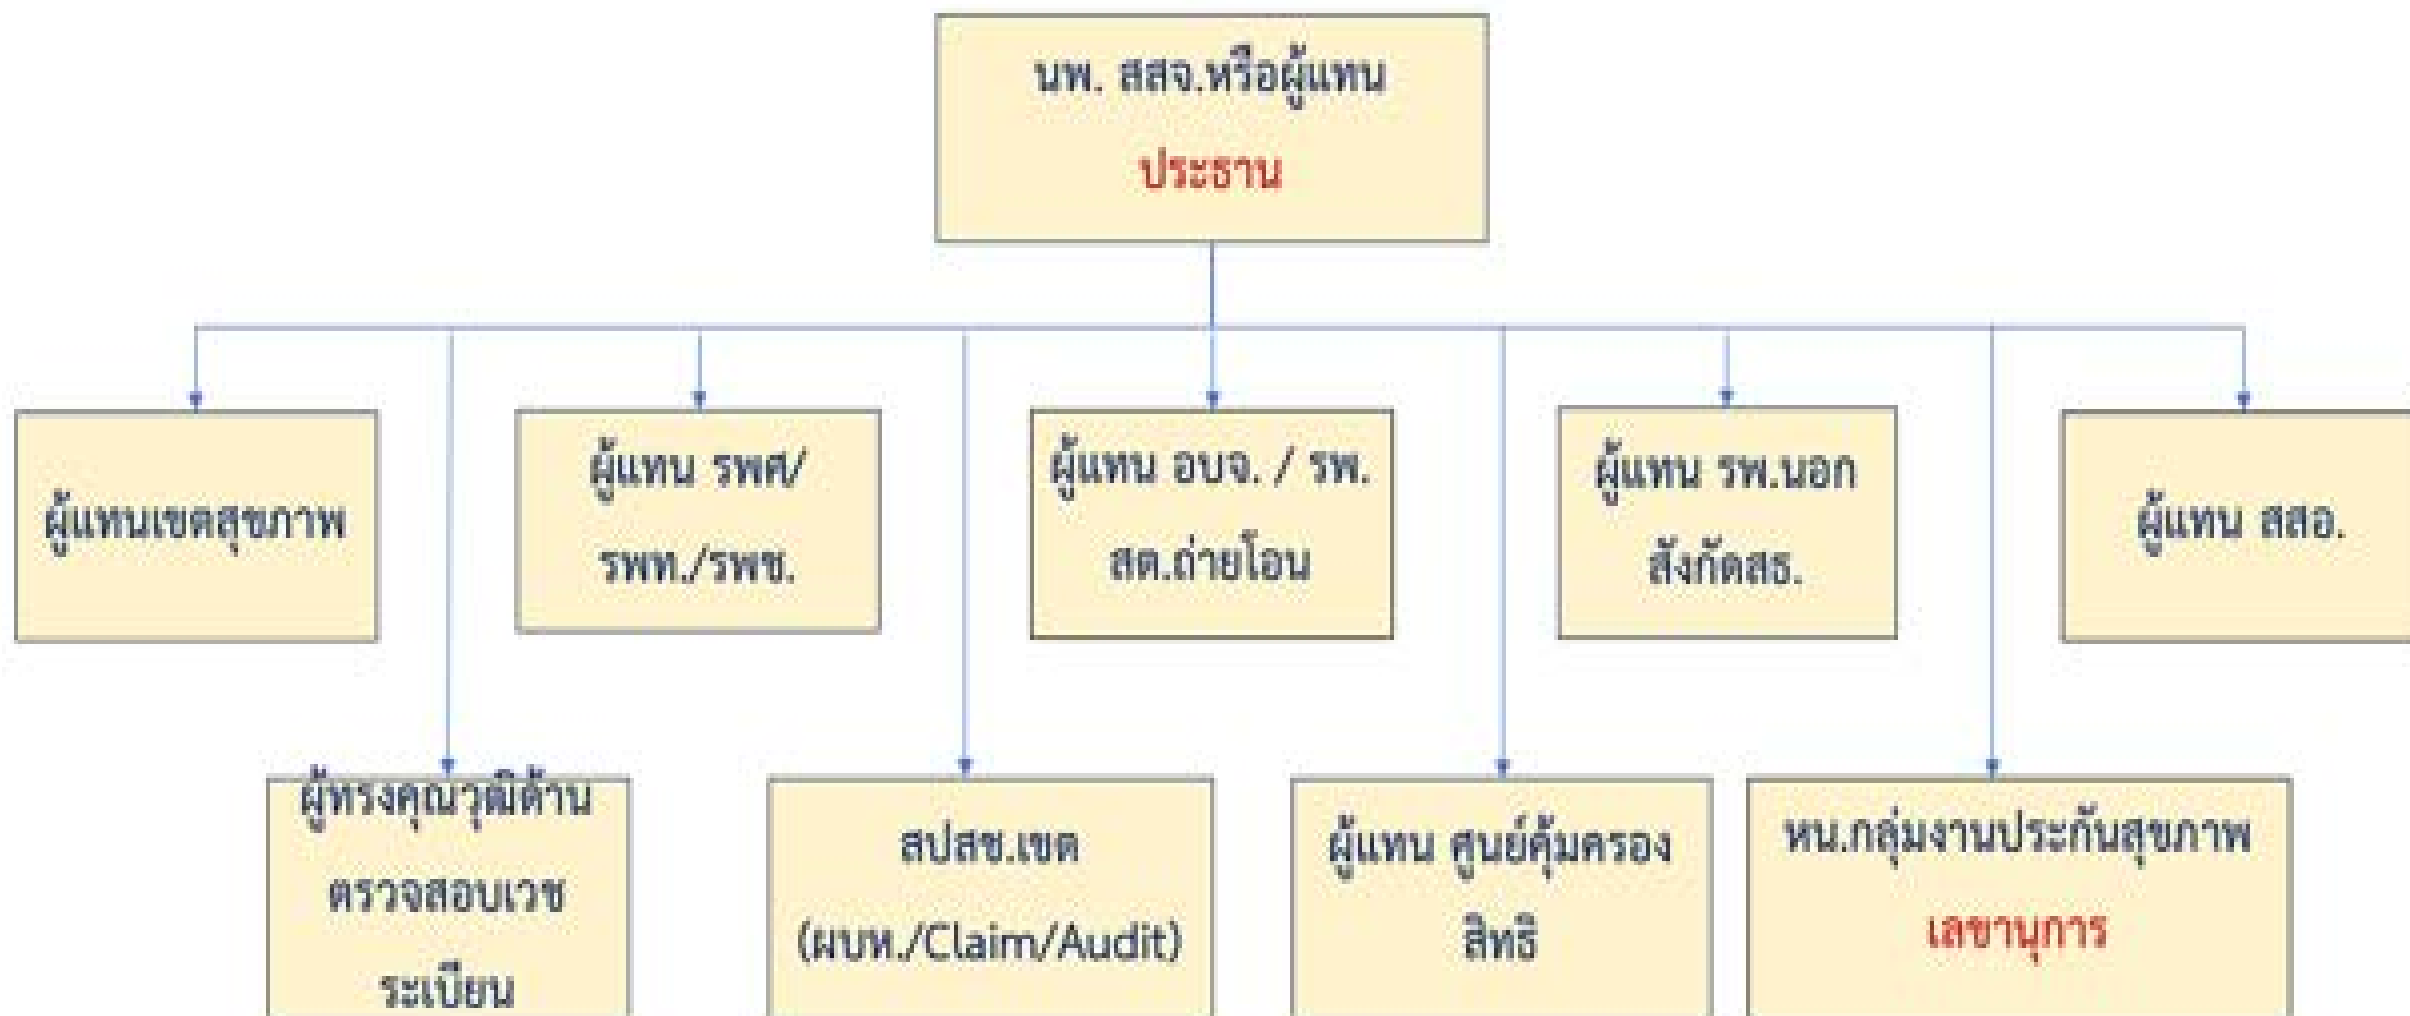 นพ. สสจ.หรือผู้แทน
ประธาน
ผู้แทนเขตสุขภาพ
ผู้แทน รพศ/
รพท./รพช.
ผู้แทน อบจ. / รพ.
สต.ถ่ายโอน
ผู้แทน รพ.นอก
สังกัดสธ.
ผู้แทน สสอ.
ผู้ทรงคุณวุฒิด้าน
ตรวจสอบเวช
ระเบียน
สปสช.เขต
(ผบห./Claim/Audit)
ผู้แทน ศูนย์คุ้มครอง
สิทธิ
หน.กลุ่มงานประกันสุขภาพ
เลขานุการ